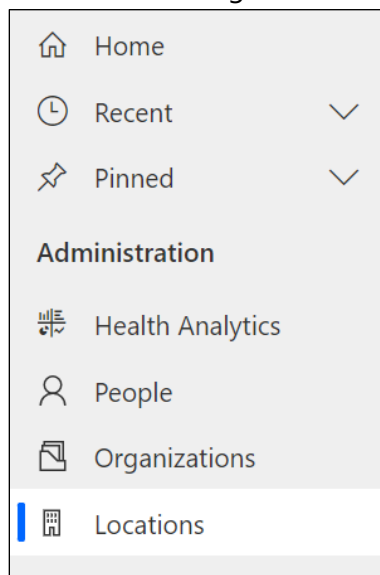 Home
Recent
Pinned
Administration
Health Analytics
People
Organizations
Locations